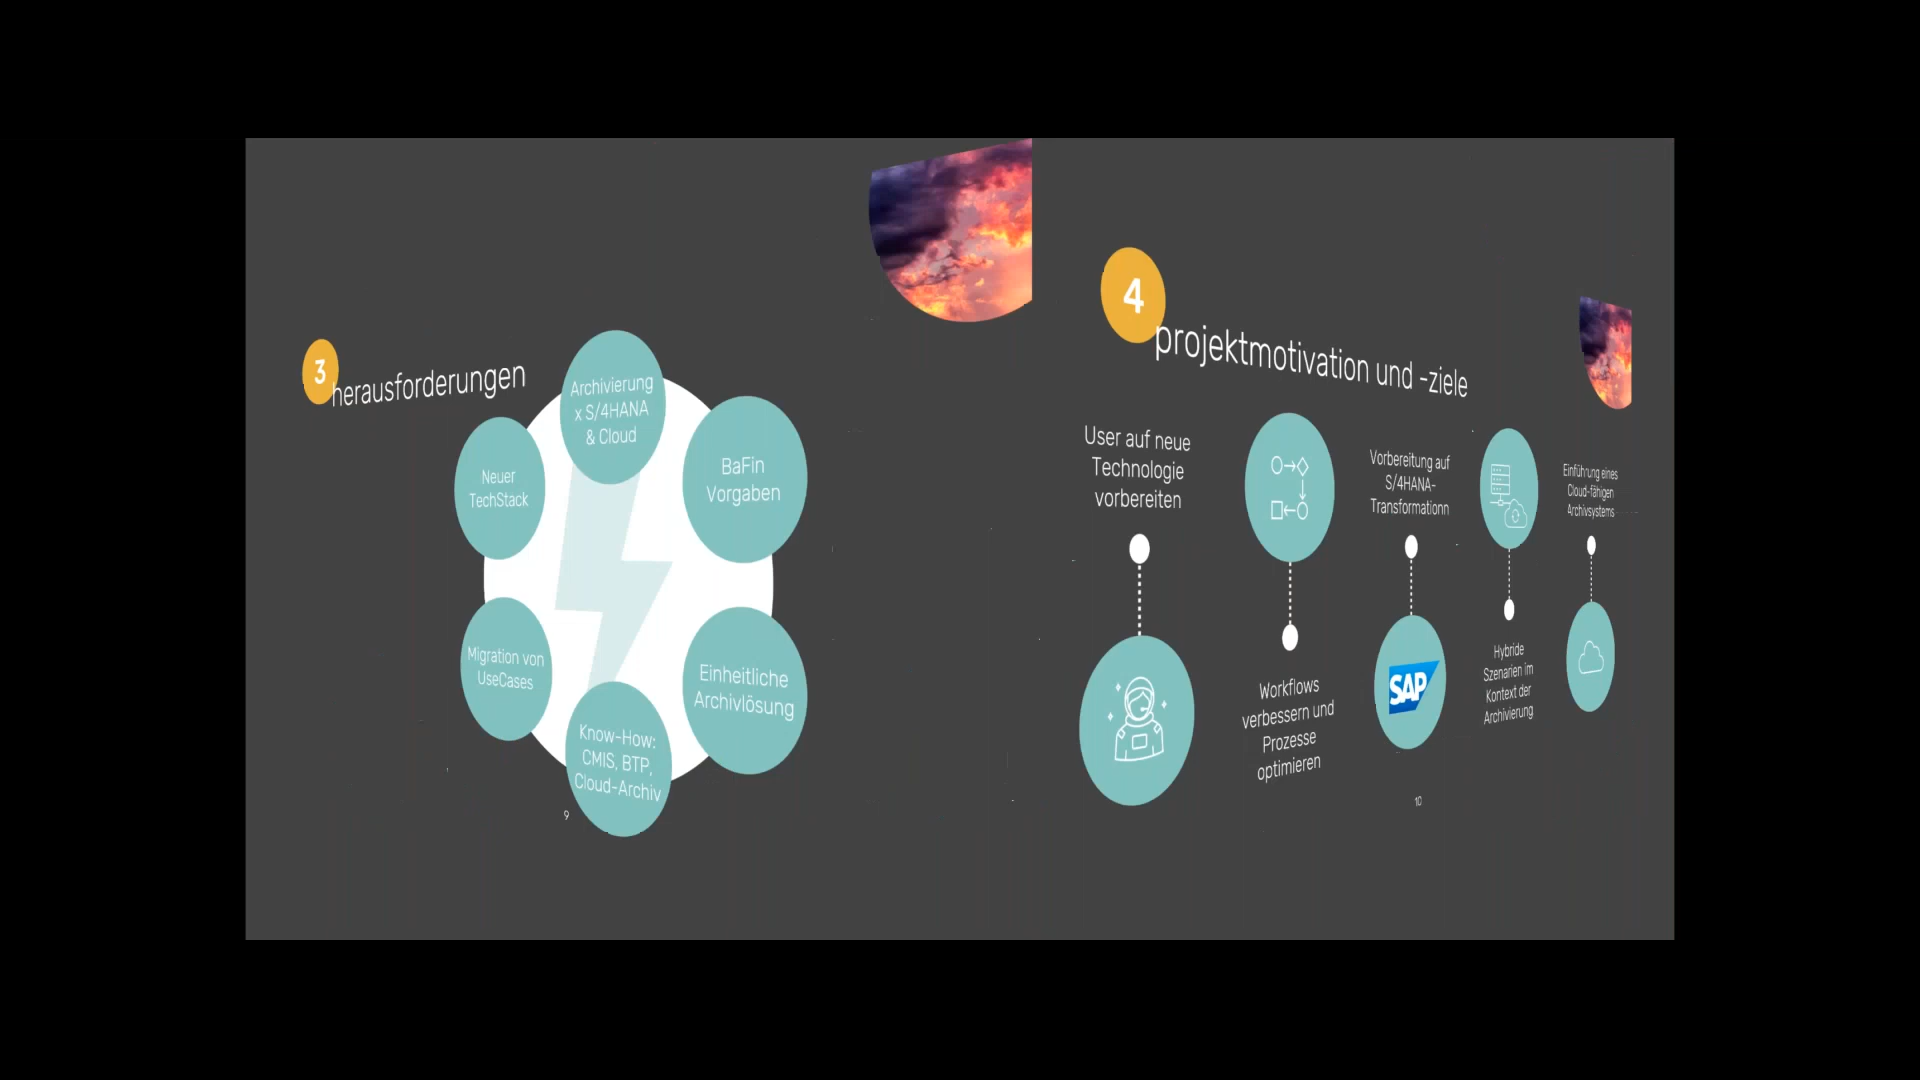 3
herausforderungen
Archivierung
x S/4HANA
& Cloud
BaFin
Vorgaben
Einheitliche
Archivlösung
Know-How:
CMIS, BTP,
Cloud-Archiv
Migration von
UseCases
Neuer
TechStack
9
4
projektmotivation und -ziele
User auf neue
Technologie
vorbereiten
Workflows
verbessern und
Prozesse
optimieren
Vorbereitung auf
S/4HANA-
Transformationn
SAP
Hybride
Szenarien im
Kontext der
Archivierung
Einführung eines
Cloud-fähigen
Archivsystems
10